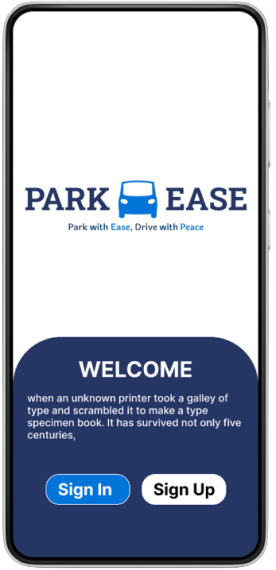 PARK EASE
Park with Ease, Drive with Peace
WELCOME
when an unknown printer took a galley of
type and scrambled it to make a type
specimen book. It has survived not only five
centuries,
Sign In Sign Up